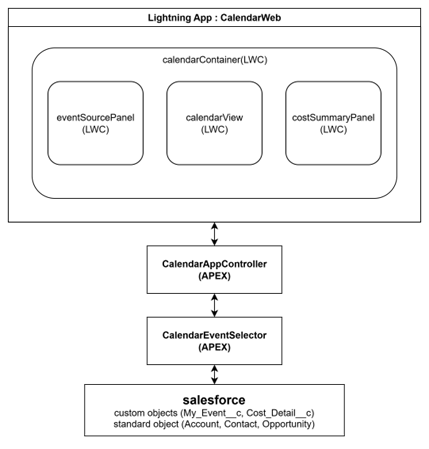 Lightning App : CalendarWeb
calendarContainer(LWC)
eventSourcePanel
(LWC)
calendarView
(LWC)
costSummaryPanel
(LWC)
CalendarAppController
(APEX)
CalendarEventSelector
(APEX)
salesforce
custom objects (My_Event__c, Cost_Detail__c)
standard object (Account, Contact, Opportunity)